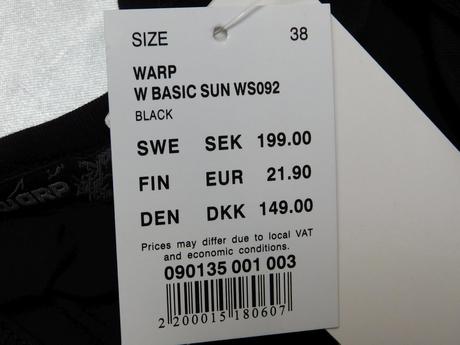 SIZE 38
WARP
W BASIC SUN WS092
BLACK
SWE SEK 199.00
FIN EUR 21.90
DEN DKK 149.00
Prices may differ due to local VAT
and economic conditions.
090135 001 003
2 200015 180607
WARP